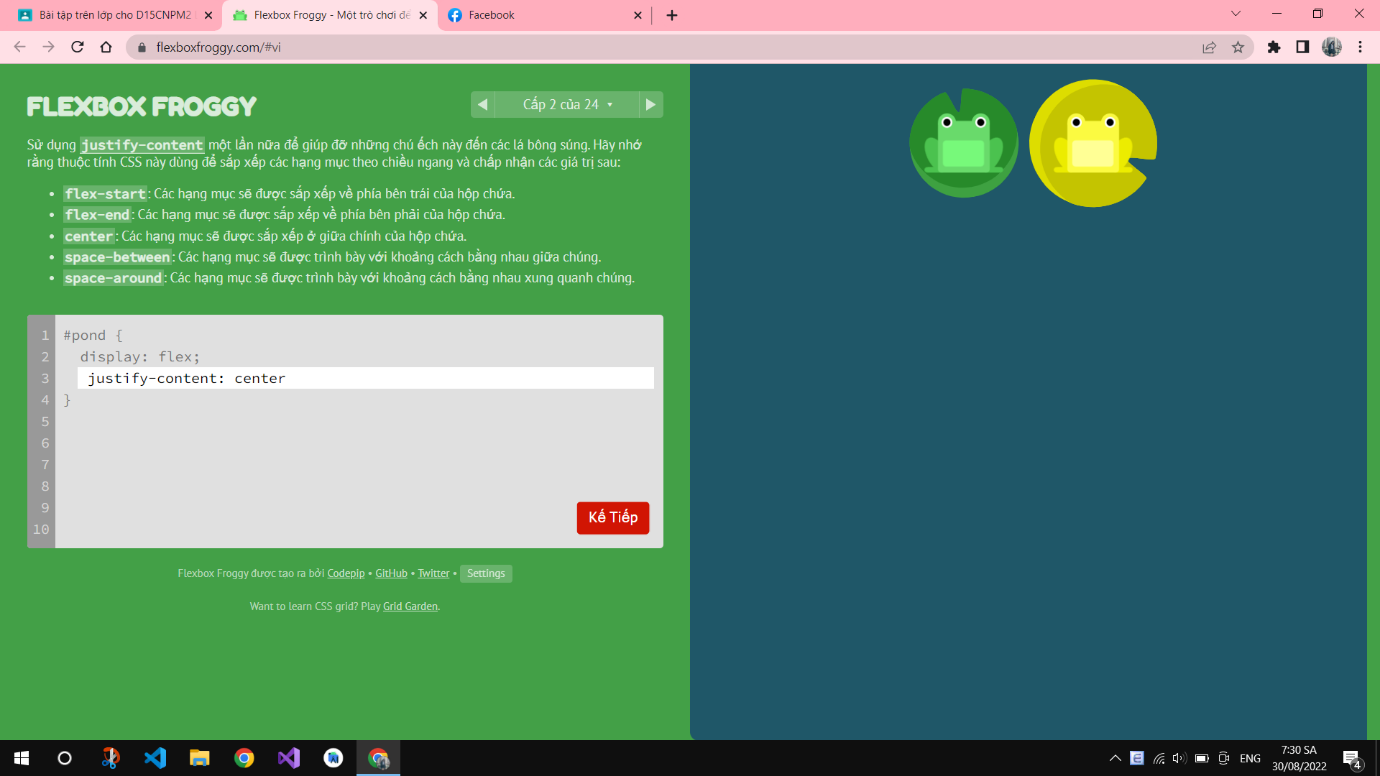 Bài tập trên lớp cho D15CNPM2
Flexbox Froggy - Một trò chơi để
Facebook
flexboxfroggy.com/#vi
FLEXBOX FROGGY
Cấp 2 của 24
Sử dụng justify-content một lần nữa để giúp đỡ những chú ếch này đến các lá bông súng. Hãy nhớ
rằng thuộc tính CSS này dùng để sắp xếp các hạng mục theo chiều ngang và chấp nhận các giá trị sau:
• flex-start: Các hạng mục sẽ được sắp xếp về phía bên trái của hộp chứa.
• flex-end: Các hạng mục sẽ được sắp xếp về phía bên phải của hộp chứa.
• center: Các hạng mục sẽ được sắp xếp ở giữa chính của hộp chứa.
• space-between: Các hạng mục sẽ được trình bày với khoảng cách bằng nhau giữa chúng.
• space-around: Các hạng mục sẽ được trình bày với khoảng cách bằng nhau xung quanh chúng.
1 #pond {
2 display: flex;
3 justify-content: center
4 }
5
6
7
8
9
10
Kế Tiếp
Flexbox Froggy được tạo ra bởi Codepip • GitHub • Twitter • Settings
Want to learn CSS grid? Play Grid Garden.
ENG
7:30 SA
30/08/2022
4